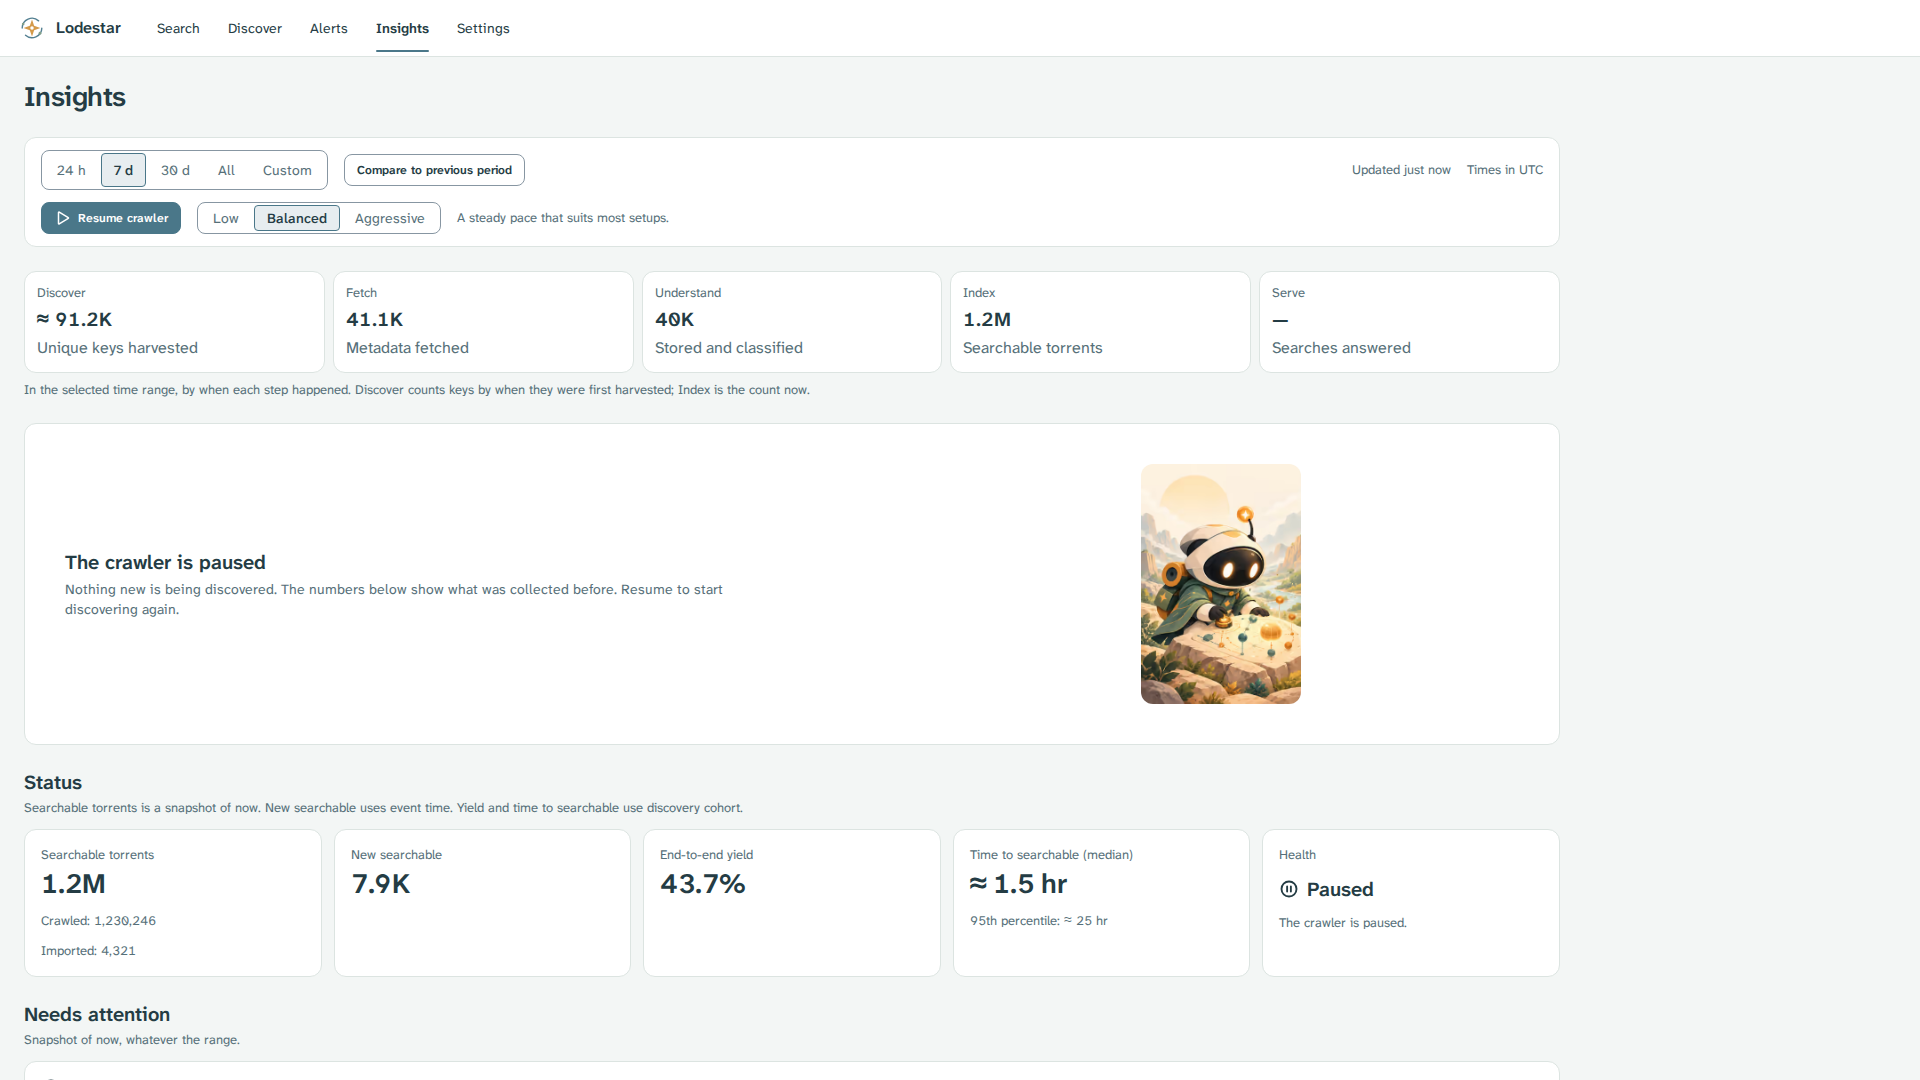 Lodestar
Search
Discover
Alerts
Insights
Settings
Insights
24 h
7 d
30 d
All
Custom
Compare to previous period
Updated just now
Times in UTC
Resume crawler
Low
Balanced
Aggressive
A steady pace that suits most setups.
Discover
≈ 91.2K
Unique keys harvested
Fetch
41.1K
Metadata fetched
Understand
40K
Stored and classified
Index
1.2M
Searchable torrents
Serve
—
Searches answered
In the selected time range, by when each step happened. Discover counts keys by when they were first harvested; Index is the count now.
The crawler is paused
Nothing new is being discovered. The numbers below show what was collected before. Resume to start
discovering again.
Status
Searchable torrents is a snapshot of now. New searchable uses event time. Yield and time to searchable use discovery cohort.
Searchable torrents
1.2M
Crawled: 1,230,246
Imported: 4,321
New searchable
7.9K
End-to-end yield
43.7%
Time to searchable (median)
≈ 1.5 hr
95th percentile: ≈ 25 hr
Health
Paused
The crawler is paused.
Needs attention
Snapshot of now, whatever the range.